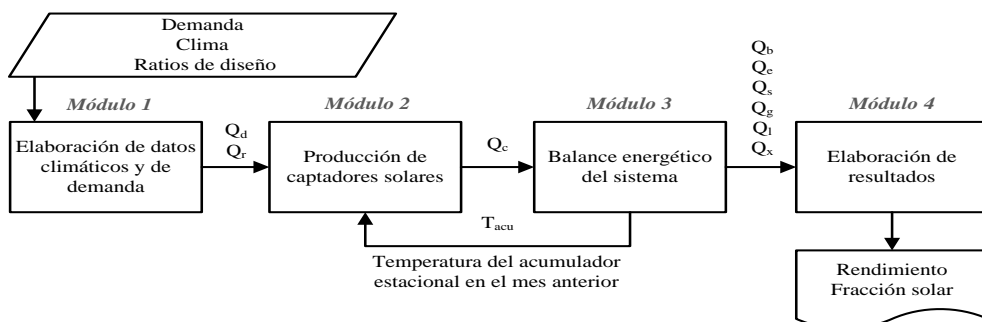 Demanda
Clima
Ratios de diseño
Módulo 1
Elaboración de datos
climáticos y de
demanda
Q_d
Q_r
Módulo 2
Producción de
captadores solares
Q_c
Módulo 3
Balance energético
del sistema
Q_b
Q_e
Q_s
Q_g
Q_l
Q_x
Módulo 4
Elaboración de
resultados
T_acu
Temperatura del acumulador
estacional en el mes anterior
Rendimiento
Fracción solar